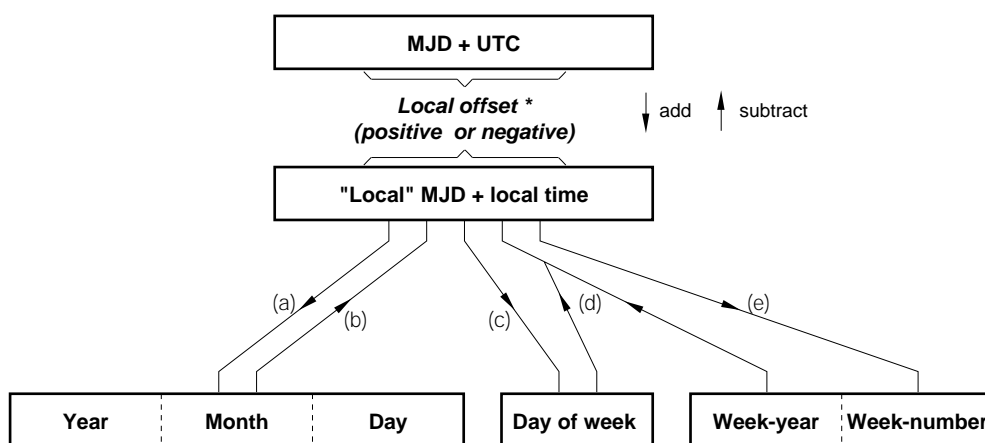 MJD + UTC
Local offset *
(positive or negative)
add
subtract
"Local" MJD + local time
(a)
(b)
(c)
(d)
(e)
Year
Month
Day
Day of week
Week-year
Week-number